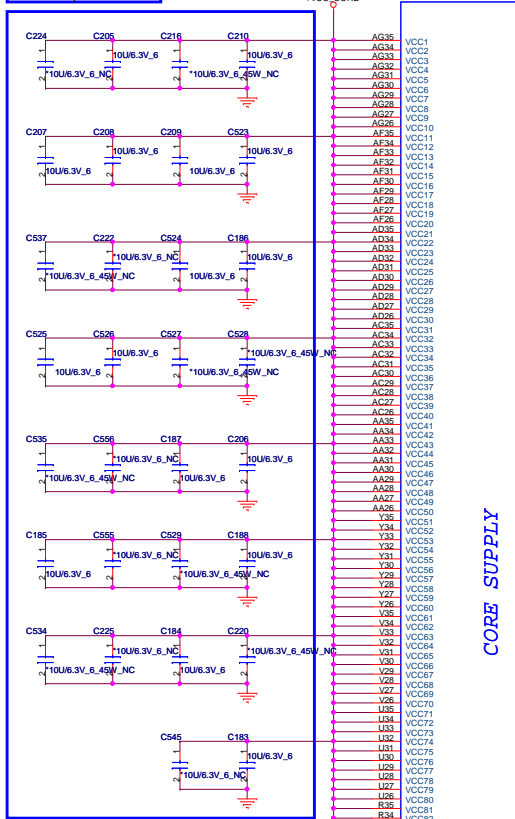 C224 C205 C216 C210
10U/6.3V_6 10U/6.3V_6
*10U/6.3V_6_NC *10U/6.3V_6_45W_NC
C207 C208 C209 C523
10U/6.3V_6 10U/6.3V_6
10U/6.3V_6 10U/6.3V_6
C537 C222 C524 C186
*10U/6.3V_6_NC 10U/6.3V_6
*10U/6.3V_6_45W_NC 10U/6.3V_6
C525 C526 C527 C528
10U/6.3V_6 *10U/6.3V_6_45W_NC
10U/6.3V_6 *10U/6.3V_6_45W_NC
C535 C556 C187 C206
*10U/6.3V_6_NC 10U/6.3V_6
*10U/6.3V_6_45W_NC 10U/6.3V_6
C185 C555 C529 C188
*10U/6.3V_6_NC 10U/6.3V_6
10U/6.3V_6 *10U/6.3V_6_45W_NC
C534 C225 C184 C220
*10U/6.3V_6_NC *10U/6.3V_6_45W_NC
*10U/6.3V_6_45W_NC 10U/6.3V_6
C545 C183
10U/6.3V_6
*10U/6.3V_6_NC
AG35 VCC1
AG34 VCC2
AG33 VCC3
AG32 VCC4
AG31 VCC5
AG30 VCC6
AG29 VCC7
AG28 VCC8
AG27 VCC9
AG26 VCC10
AF35 VCC11
AF34 VCC12
AF33 VCC13
AF32 VCC14
AF31 VCC15
AF30 VCC16
AF29 VCC17
AF28 VCC18
AF27 VCC19
AF26 VCC20
AD35 VCC21
AD34 VCC22
AD33 VCC23
AD32 VCC24
AD31 VCC25
AD30 VCC26
AD29 VCC27
AD28 VCC28
AD27 VCC29
AD26 VCC30
AC35 VCC31
AC34 VCC32
AC33 VCC33
AC32 VCC34
AC31 VCC35
AC30 VCC36
AC29 VCC37
AC28 VCC38
AC27 VCC39
AC26 VCC40
AA35 VCC41
AA34 VCC42
AA33 VCC43
AA32 VCC44
AA31 VCC45
AA30 VCC46
AA29 VCC47
AA28 VCC48
AA27 VCC49
AA26 VCC50
Y35 VCC51
Y34 VCC52
Y33 VCC53
Y32 VCC54
Y31 VCC55
Y30 VCC56
Y29 VCC57
Y28 VCC58
Y27 VCC59
Y26 VCC60
V35 VCC61
V34 VCC62
V33 VCC63
V32 VCC64
V31 VCC65
V30 VCC66
V29 VCC67
V28 VCC68
V27 VCC69
V26 VCC70
U35 VCC71
U34 VCC72
U33 VCC73
U32 VCC74
U31 VCC75
U30 VCC76
U29 VCC77
U28 VCC78
U27 VCC79
U26 VCC80
R35 VCC81
R34 VCC82
CORE SUPPLY